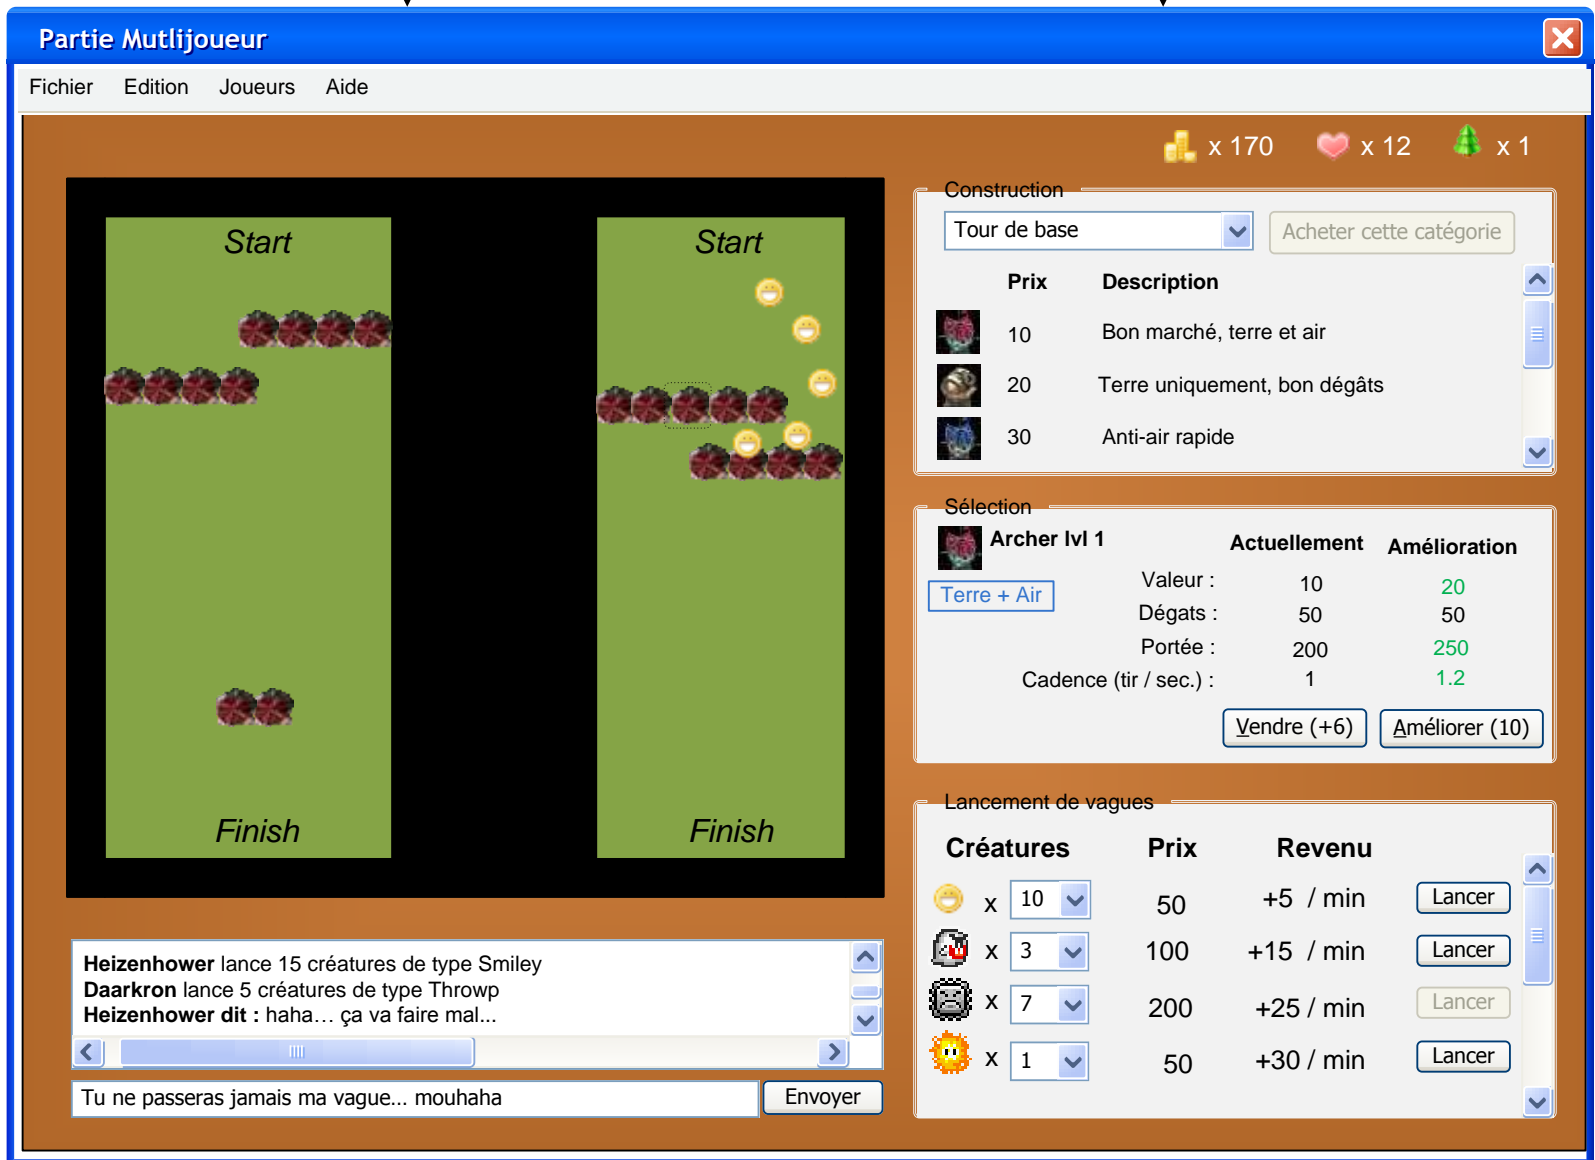 Partie Mutlijoueur
Fichier Edition Joueurs Aide
x 170 x 12 x 1
Start Start
Finish Finish
Construction
Tour de base Acheter cette catégorie
Prix Description
10 Bon marché, terre et air
20 Terre uniquement, bon dégâts
30 Anti-air rapide
Sélection
Archer lvl 1 Actuellement Amélioration
Terre + Air
Valeur : 10 20
Dégats : 50 50
Portée : 200 250
Cadence (tir / sec.) : 1 1.2
Vendre (+6) Améliorer (10)
Lancement de vagues
Créatures Prix Revenu
x 10 50 +5 / min Lancer
x 3 100 +15 / min Lancer
x 7 200 +25 / min Lancer
x 1 50 +30 / min Lancer
Heizenhower lance 15 créatures de type Smiley
Daarkron lance 5 créatures de type Throwp
Heizenhower dit : haha… ça va faire mal...
Tu ne passeras jamais ma vague... mouhaha Envoyer